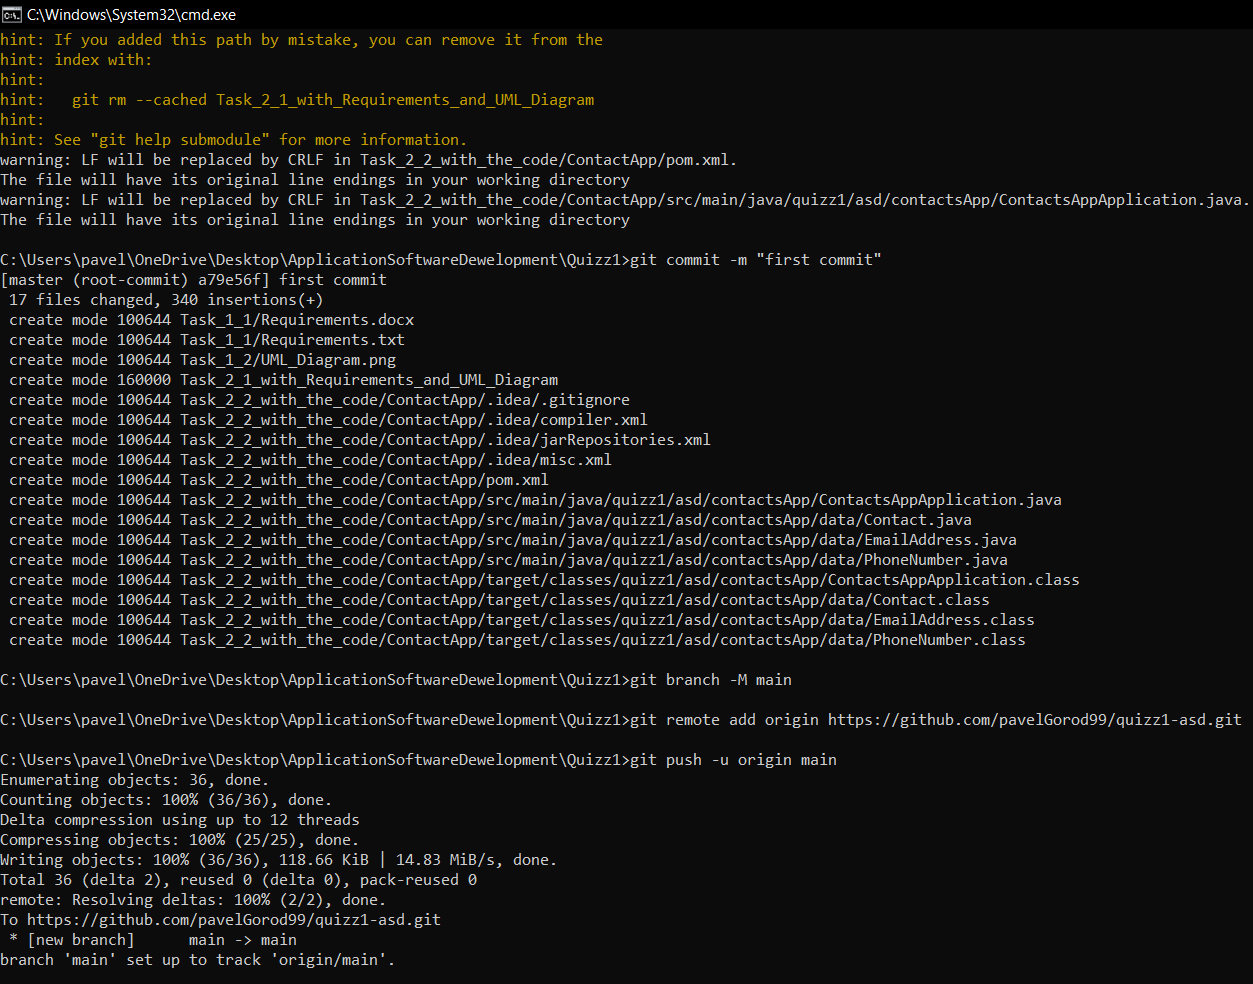 C:\Windows\System32\cmd.exe
hint: If you added this path by mistake, you can remove it from the
hint: index with:
hint:
hint:   git rm --cached Task_2_1_with_Requirements_and_UML_Diagram
hint:
hint: See "git help submodule" for more information.
warning: LF will be replaced by CRLF in Task_2_2_with_the_code/ContactApp/pom.xml.
The file will have its original line endings in your working directory
warning: LF will be replaced by CRLF in Task_2_2_with_the_code/ContactApp/src/main/java/quizz1/asd/contactsApp/ContactsAppApplication.java.
The file will have its original line endings in your working directory
C:\Users\pavel\OneDrive\Desktop\ApplicationSoftwareDewelopment\Quizz1>git commit -m "first commit"
[master (root-commit) a79e56f] first commit
 17 files changed, 340 insertions(+)
 create mode 100644 Task_1_1/Requirements.docx
 create mode 100644 Task_1_1/Requirements.txt
 create mode 100644 Task_1_2/UML_Diagram.png
 create mode 160000 Task_2_1_with_Requirements_and_UML_Diagram
 create mode 100644 Task_2_2_with_the_code/ContactApp/.idea/.gitignore
 create mode 100644 Task_2_2_with_the_code/ContactApp/.idea/compiler.xml
 create mode 100644 Task_2_2_with_the_code/ContactApp/.idea/jarRepositories.xml
 create mode 100644 Task_2_2_with_the_code/ContactApp/.idea/misc.xml
 create mode 100644 Task_2_2_with_the_code/ContactApp/pom.xml
 create mode 100644 Task_2_2_with_the_code/ContactApp/src/main/java/quizz1/asd/contactsApp/ContactsAppApplication.java
 create mode 100644 Task_2_2_with_the_code/ContactApp/src/main/java/quizz1/asd/contactsApp/data/Contact.java
 create mode 100644 Task_2_2_with_the_code/ContactApp/src/main/java/quizz1/asd/contactsApp/data/EmailAddress.java
 create mode 100644 Task_2_2_with_the_code/ContactApp/src/main/java/quizz1/asd/contactsApp/data/PhoneNumber.java
 create mode 100644 Task_2_2_with_the_code/ContactApp/target/classes/quizz1/asd/contactsApp/ContactsAppApplication.class
 create mode 100644 Task_2_2_with_the_code/ContactApp/target/classes/quizz1/asd/contactsApp/data/Contact.class
 create mode 100644 Task_2_2_with_the_code/ContactApp/target/classes/quizz1/asd/contactsApp/data/EmailAddress.class
 create mode 100644 Task_2_2_with_the_code/ContactApp/target/classes/quizz1/asd/contactsApp/data/PhoneNumber.class
C:\Users\pavel\OneDrive\Desktop\ApplicationSoftwareDewelopment\Quizz1>git branch -M main
C:\Users\pavel\OneDrive\Desktop\ApplicationSoftwareDewelopment\Quizz1>git remote add origin https://github.com/pavelGorod99/quizz1-asd.git
C:\Users\pavel\OneDrive\Desktop\ApplicationSoftwareDewelopment\Quizz1>git push -u origin main
Enumerating objects: 36, done.
Counting objects: 100% (36/36), done.
Delta compression using up to 12 threads
Compressing objects: 100% (25/25), done.
Writing objects: 100% (36/36), 118.66 KiB | 14.83 MiB/s, done.
Total 36 (delta 2), reused 0 (delta 0), pack-reused 0
remote: Resolving deltas: 100% (2/2), done.
To https://github.com/pavelGorod99/quizz1-asd.git
 * [new branch]      main -> main
branch 'main' set up to track 'origin/main'.